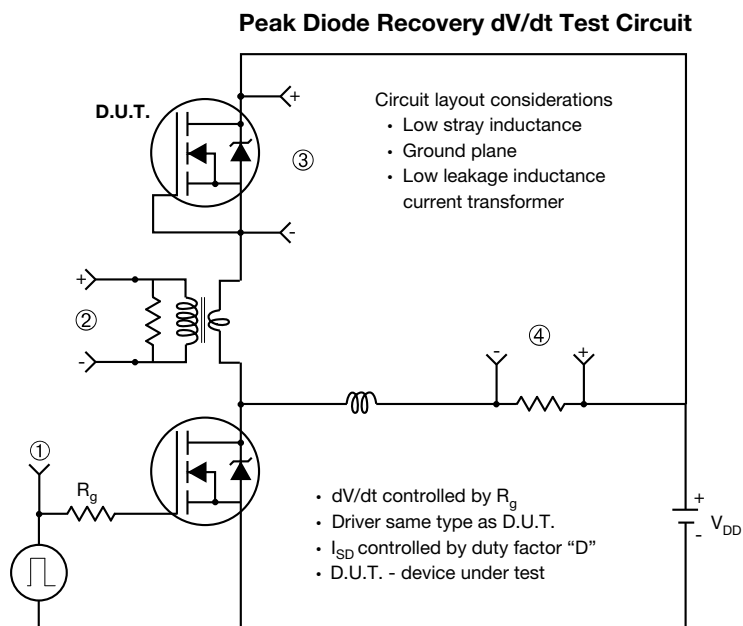 Peak Diode Recovery dV/dt Test Circuit
+
D.U.T.
Circuit layout considerations
• Low stray inductance
③
• Ground plane
• Low leakage inductance
current transformer
-
+
②
-
④
- +
①
Rg
• dV/dt controlled by Rg
• Driver same type as D.U.T.
• ISD controlled by duty factor “D”
• D.U.T. - device under test
+
VDD
-